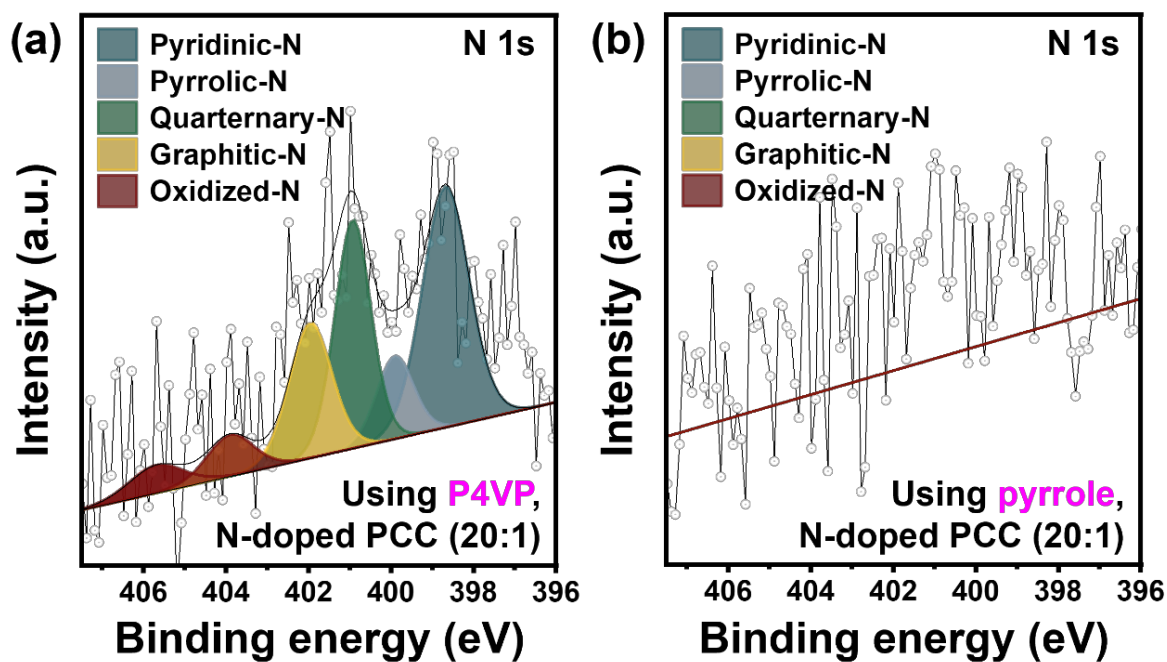 (a)
N 1s
Pyridinic-N
Pyrrolic-N
Quarternary-N
Graphitic-N
Oxidized-N
Intensity (a.u.)
Using P4VP,
N-doped PCC (20:1)
406 404 402 400 398 396
Binding energy (eV)
(b)
N 1s
Pyridinic-N
Pyrrolic-N
Quarternary-N
Graphitic-N
Oxidized-N
Intensity (a.u.)
Using pyrrole,
N-doped PCC (20:1)
406 404 402 400 398 396
Binding energy (eV)